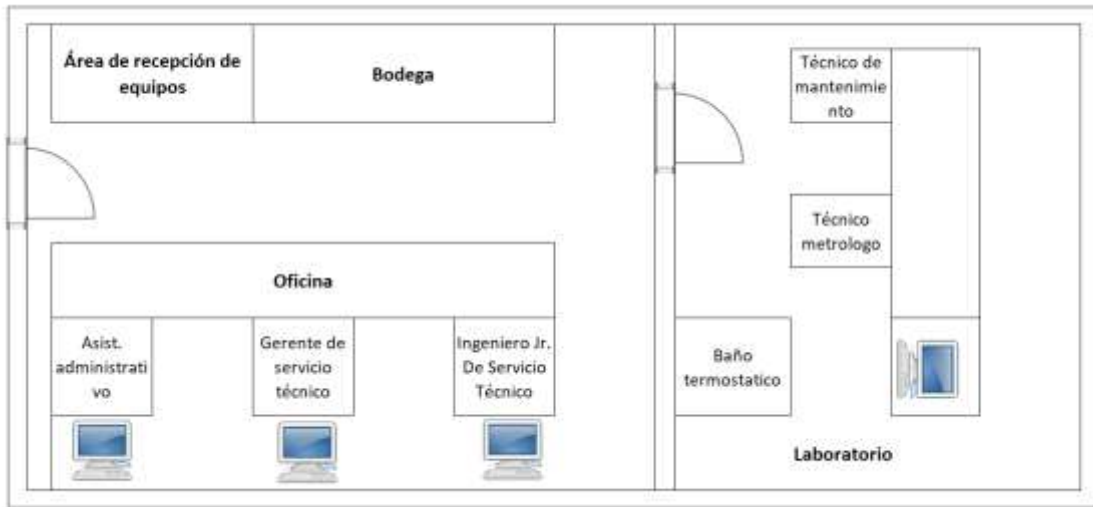 Área de recepción de
equipos
Bodega
Técnico de
mantenimie
nto
Técnico
metrologo
Oficina
Asist.
administrati
vo
Gerente de
servicio
técnico
Ingeniero Jr.
De Servicio
Técnico
Baño
termostatico
Laboratorio